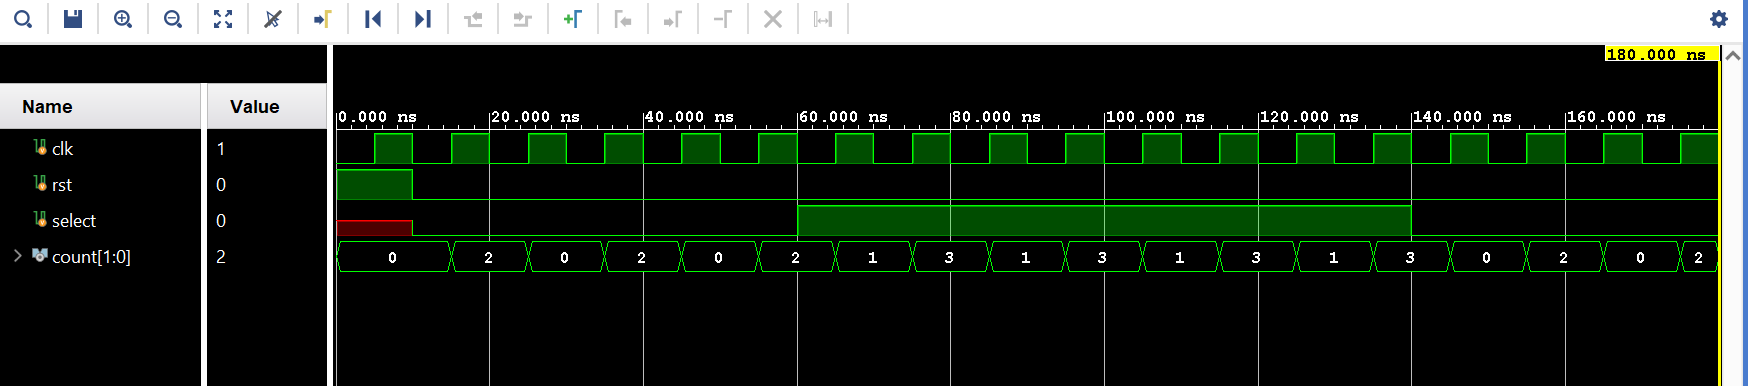 180.000 ns
Name Value
0.000 ns 20.000 ns 40.000 ns 60.000 ns 80.000 ns 100.000 ns 120.000 ns 140.000 ns 160.000 ns
clk 1
rst 0
select 0
count[1:0] 2 0 2 0 2 0 2 1 3 1 3 1 3 1 3 0 2 0 2